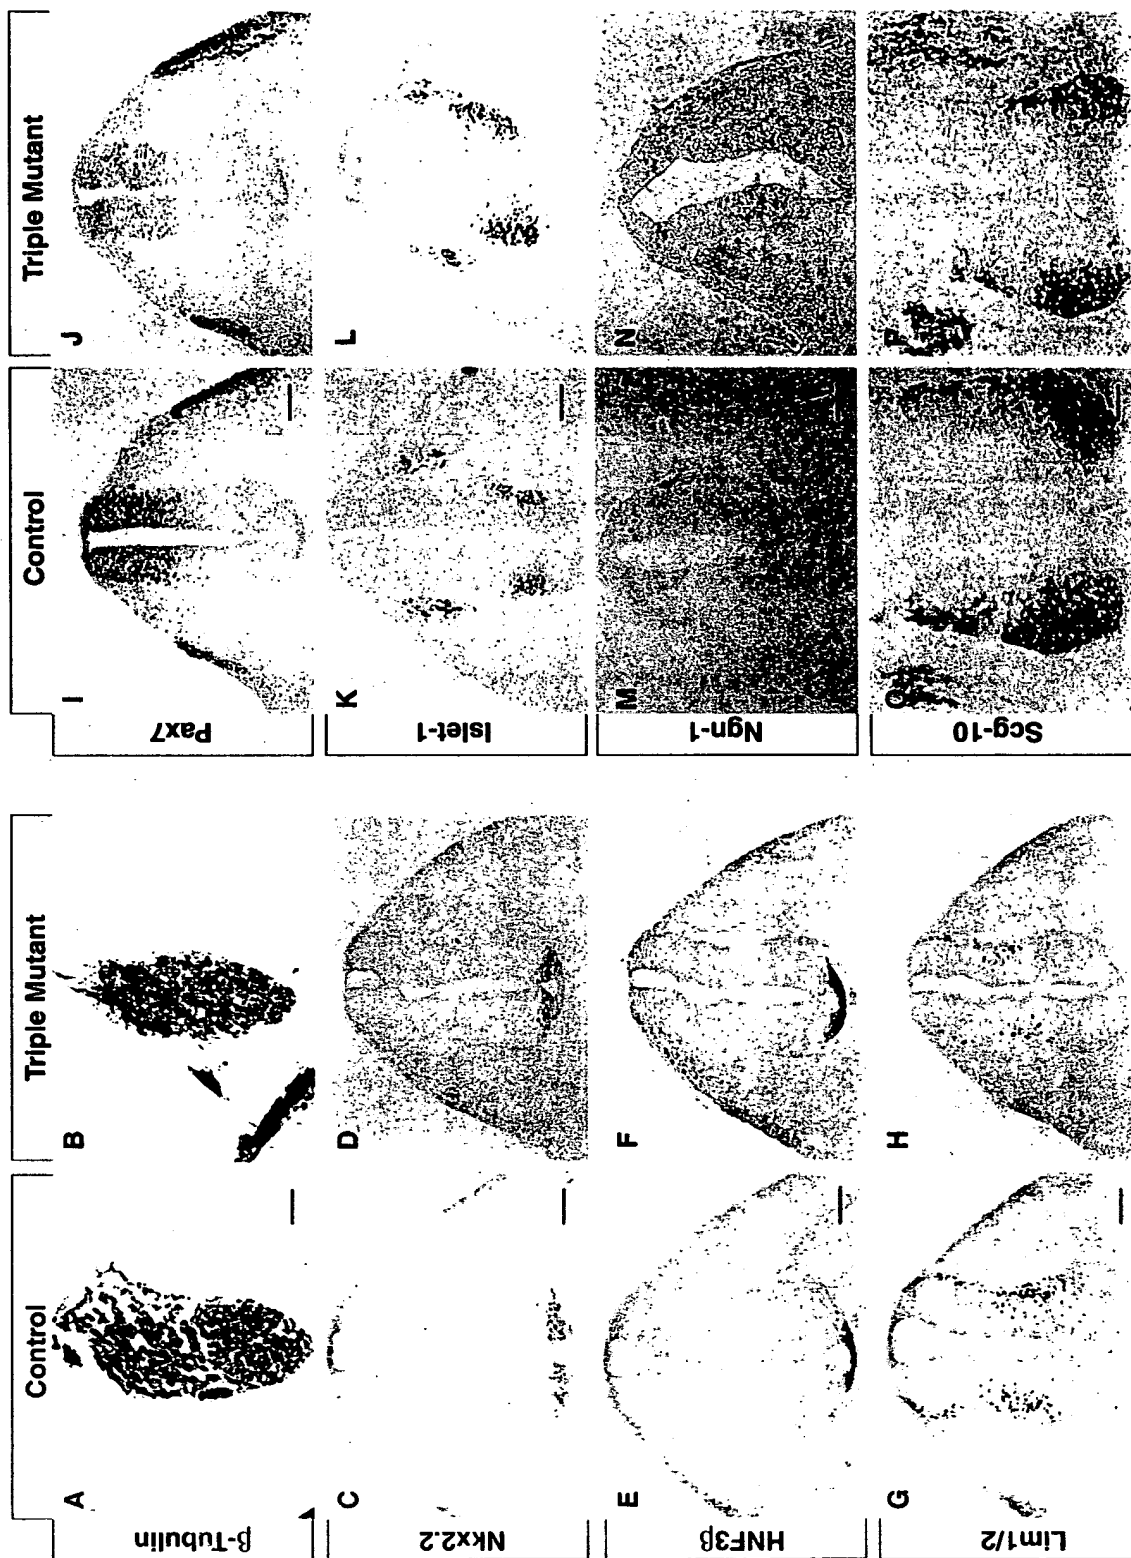 Control
Triple Mutant
β-Tubulin
A
B
Nkx2.2
C
D
HNF3β
E
F
Lim1/2
G
H
Control
Triple Mutant
Pax7
I
J
Islet-1
K
L
Ngn-1
M
N
Scg-10
O
P